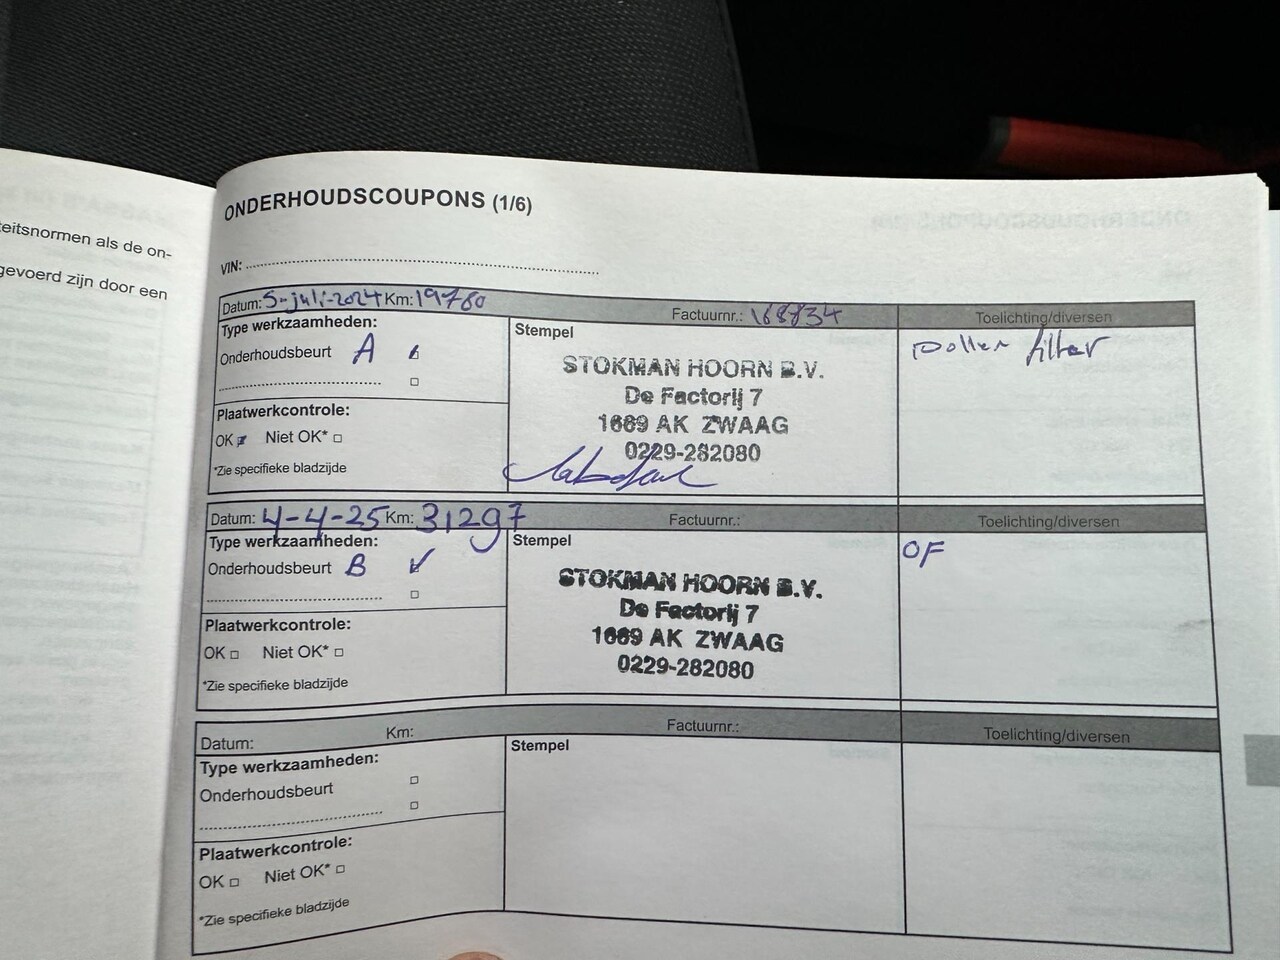 teitsnormen als de on-
gevoerd zijn door een
ONDERHOUDSCOUPONS (1/6)
VIN:
Datum: 5-juli-2024 Km: 19760 Factuurnr.: 168834 Toelichting/diversen
Type werkzaamheden:
Onderhoudsbeurt A
Stempel
STOKMAN HOORN B.V.
De Factorij 7
1689 AK ZWAAG
0229-282080
Pollen filter
Plaatwerkcontrole:
OK Niet OK*
*Zie specifieke bladzijde
Datum: 4-4-25 Km: 31297 Factuurnr.: Toelichting/diversen
Type werkzaamheden:
Onderhoudsbeurt B
Stempel
STOKMAN HOORN B.V.
De Factorij 7
1689 AK ZWAAG
0229-282080
OF
Plaatwerkcontrole:
OK Niet OK*
*Zie specifieke bladzijde
Datum: Km: Factuurnr.: Toelichting/diversen
Type werkzaamheden:
Onderhoudsbeurt
Stempel
Plaatwerkcontrole:
OK Niet OK*
*Zie specifieke bladzijde